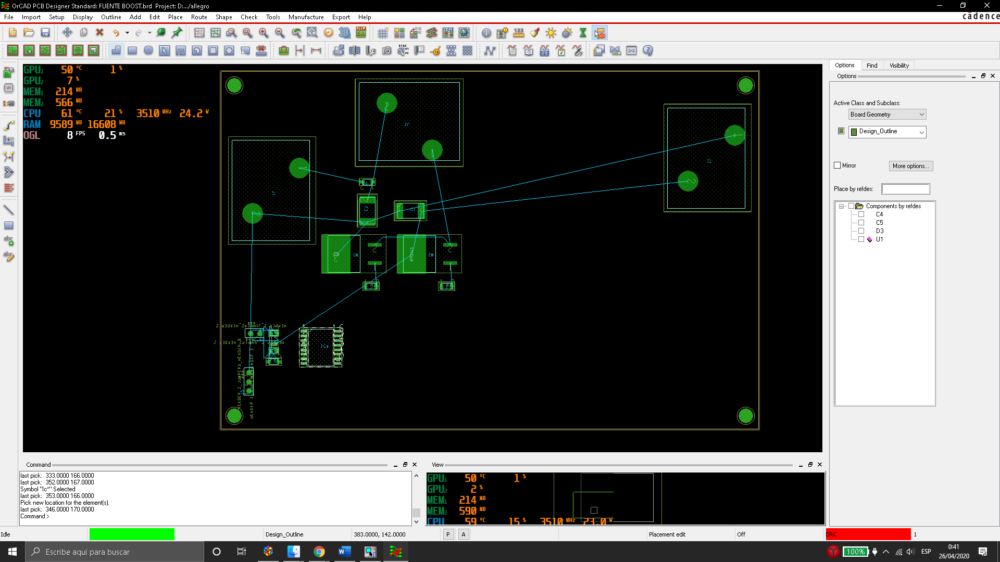 OrCAD PCB Designer Standard: FUENTE BOOST.brd Project: D:.../allegro
File Import Setup Display Outline Add Edit Place Route Shape Check Tools Manufacture Export Help
cādence
GPU1 50 °C 1 %
GPU2 7 %
MEM1 214 MB
MEM2 566 MB
CPU 61 °C 21 % 3510 MHz 24.2 W
RAM 9589 MB 16608 MB
OGL 8 FPS 0.5 ms
Options Find Visibility
Options
Active Class and Subclass:
Board Geometry
Design_Outline
Mirror
More options...
Place by refdes:
Components by refdes
C4
C5
D3
U1
Command
last pick: 333.0000 166.0000
last pick: 352.0000 167.0000
Symbol "Ic*" Selected
last pick: 353.0000 166.0000
Pick new location for the element(s).
last pick: 346.0000 170.0000
Command >
View
GPU1 50 °C 1 %
GPU2 2 %
MEM1 214 MB
MEM2 590 MB
CPU 59 °C 15 % 3510 MHz 23.0 W
Idle
Design_Outline
383.0000, 142.0000
P
A
Placement edit
Off
DRC
1
Escribe aquí para buscar
100%
ESP
0:41
26/04/2020